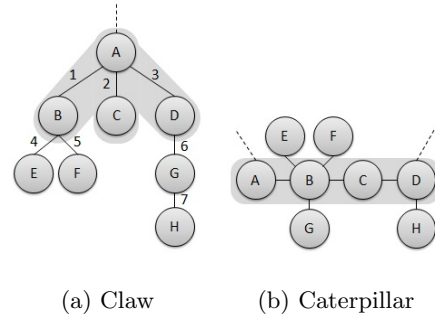 A
1 2 3
B C D
4 5 6
E F G
7
H
E F
A B C D
G H
(a) Claw (b) Caterpillar